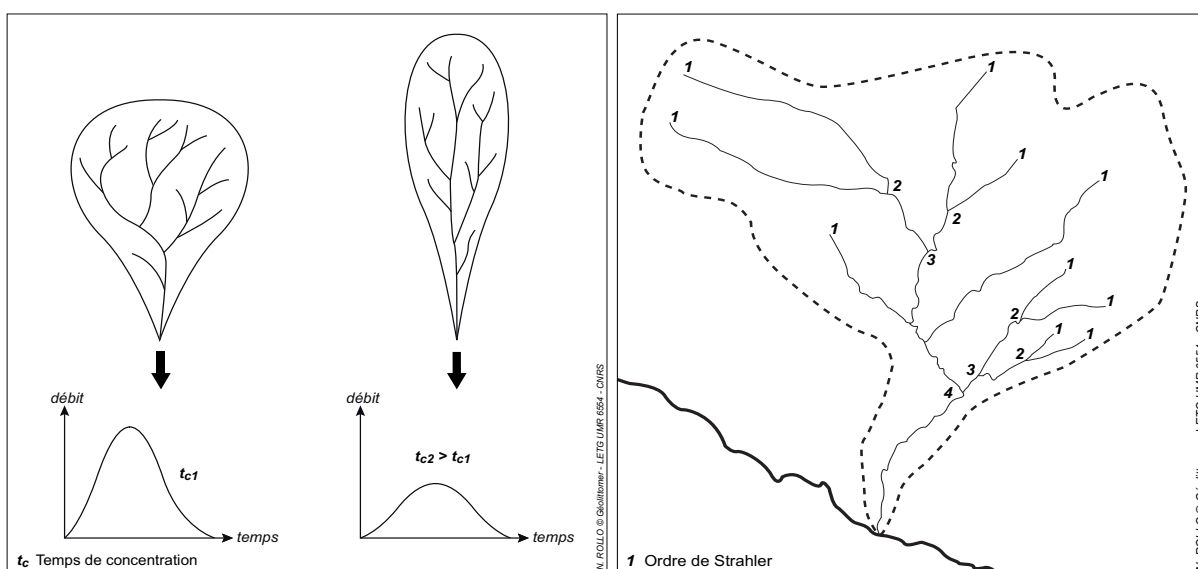 débit
t_c1
temps
débit
t_c2 > t_c1
temps
t_c Temps de concentration
N. ROLLO © Géolittomer - LETG UMR 6554 - CNRS
1
1
1
1
1
2
1
2
1
3
1
2
1
1
1
2
3
4
1 Ordre de Strahler